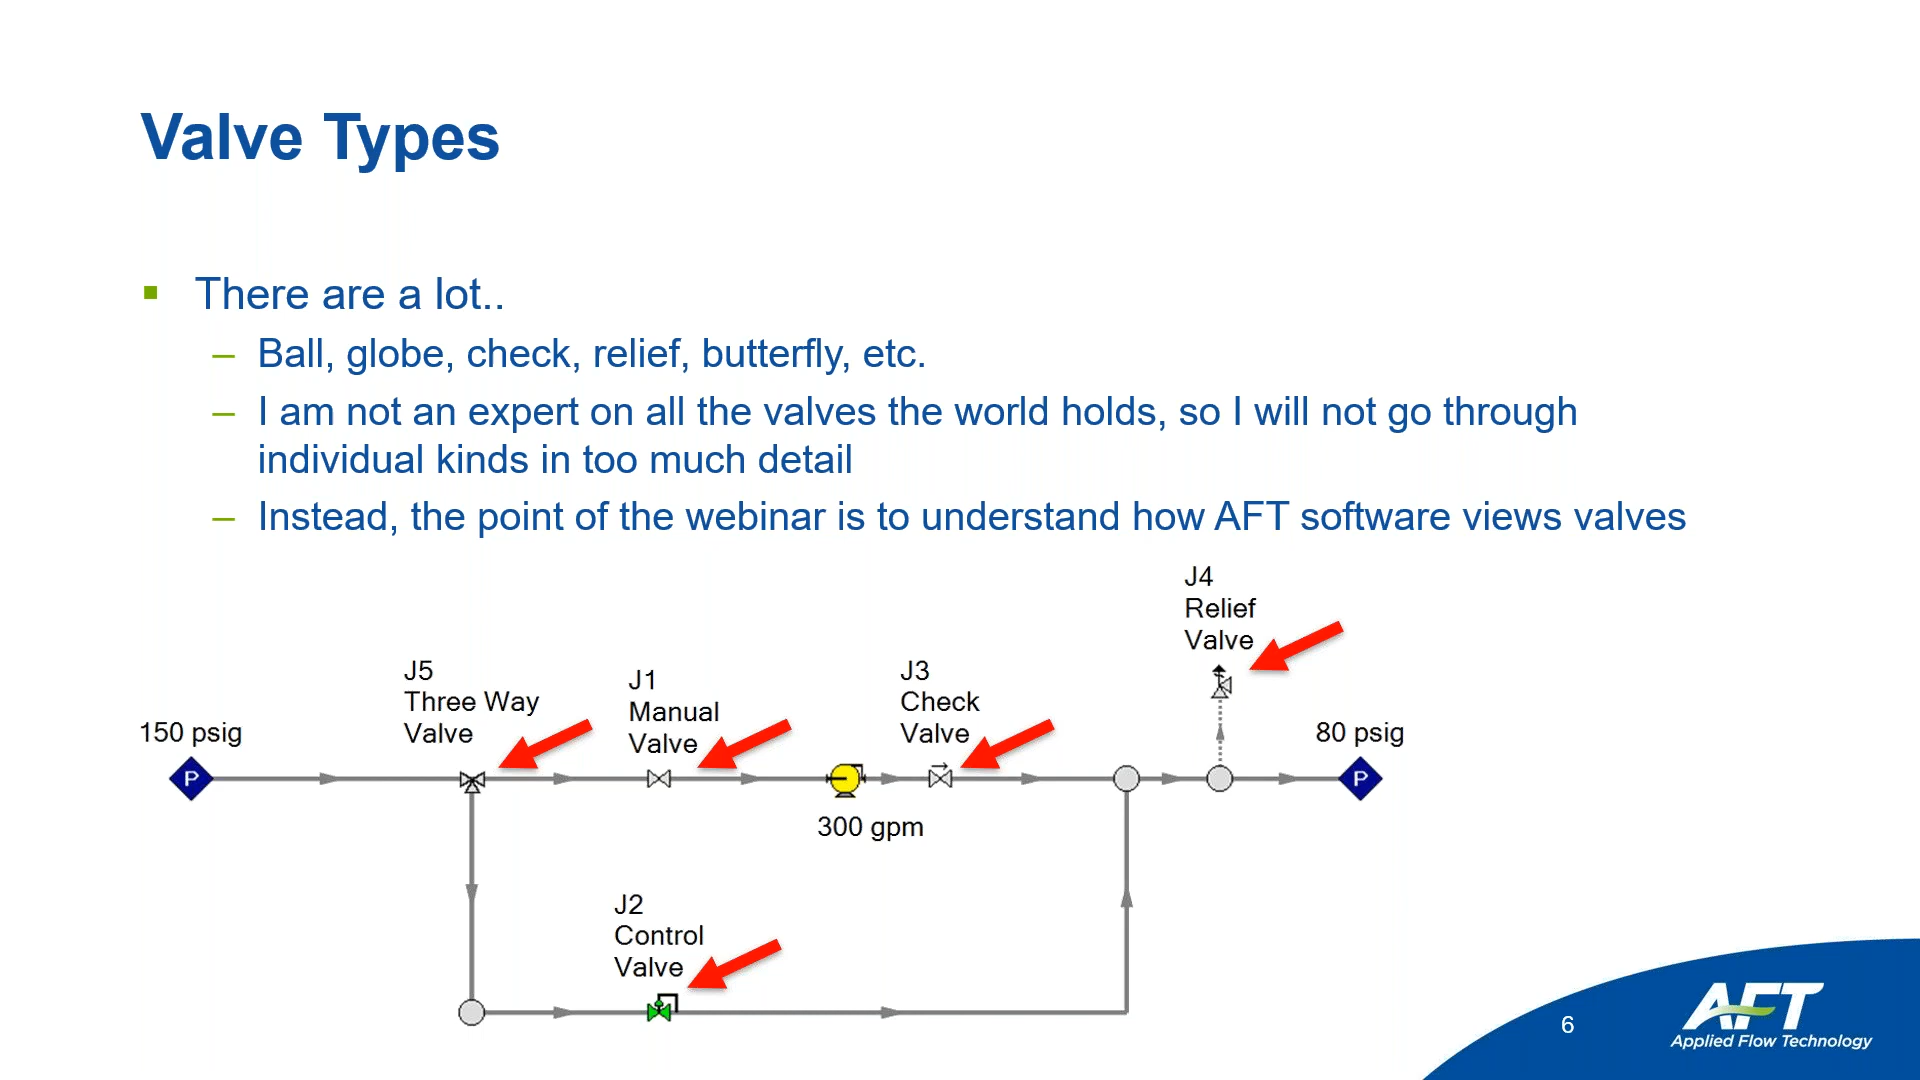 Valve Types
▪ There are a lot..
– Ball, globe, check, relief, butterfly, etc.
– I am not an expert on all the valves the world holds, so I will not go through
individual kinds in too much detail
– Instead, the point of the webinar is to understand how AFT software views valves
J4
Relief
Valve
J5
Three Way
Valve
J1
Manual
Valve
J3
Check
Valve
150 psig
80 psig
P
P
300 gpm
J2
Control
Valve
6
AFT
Applied Flow Technology